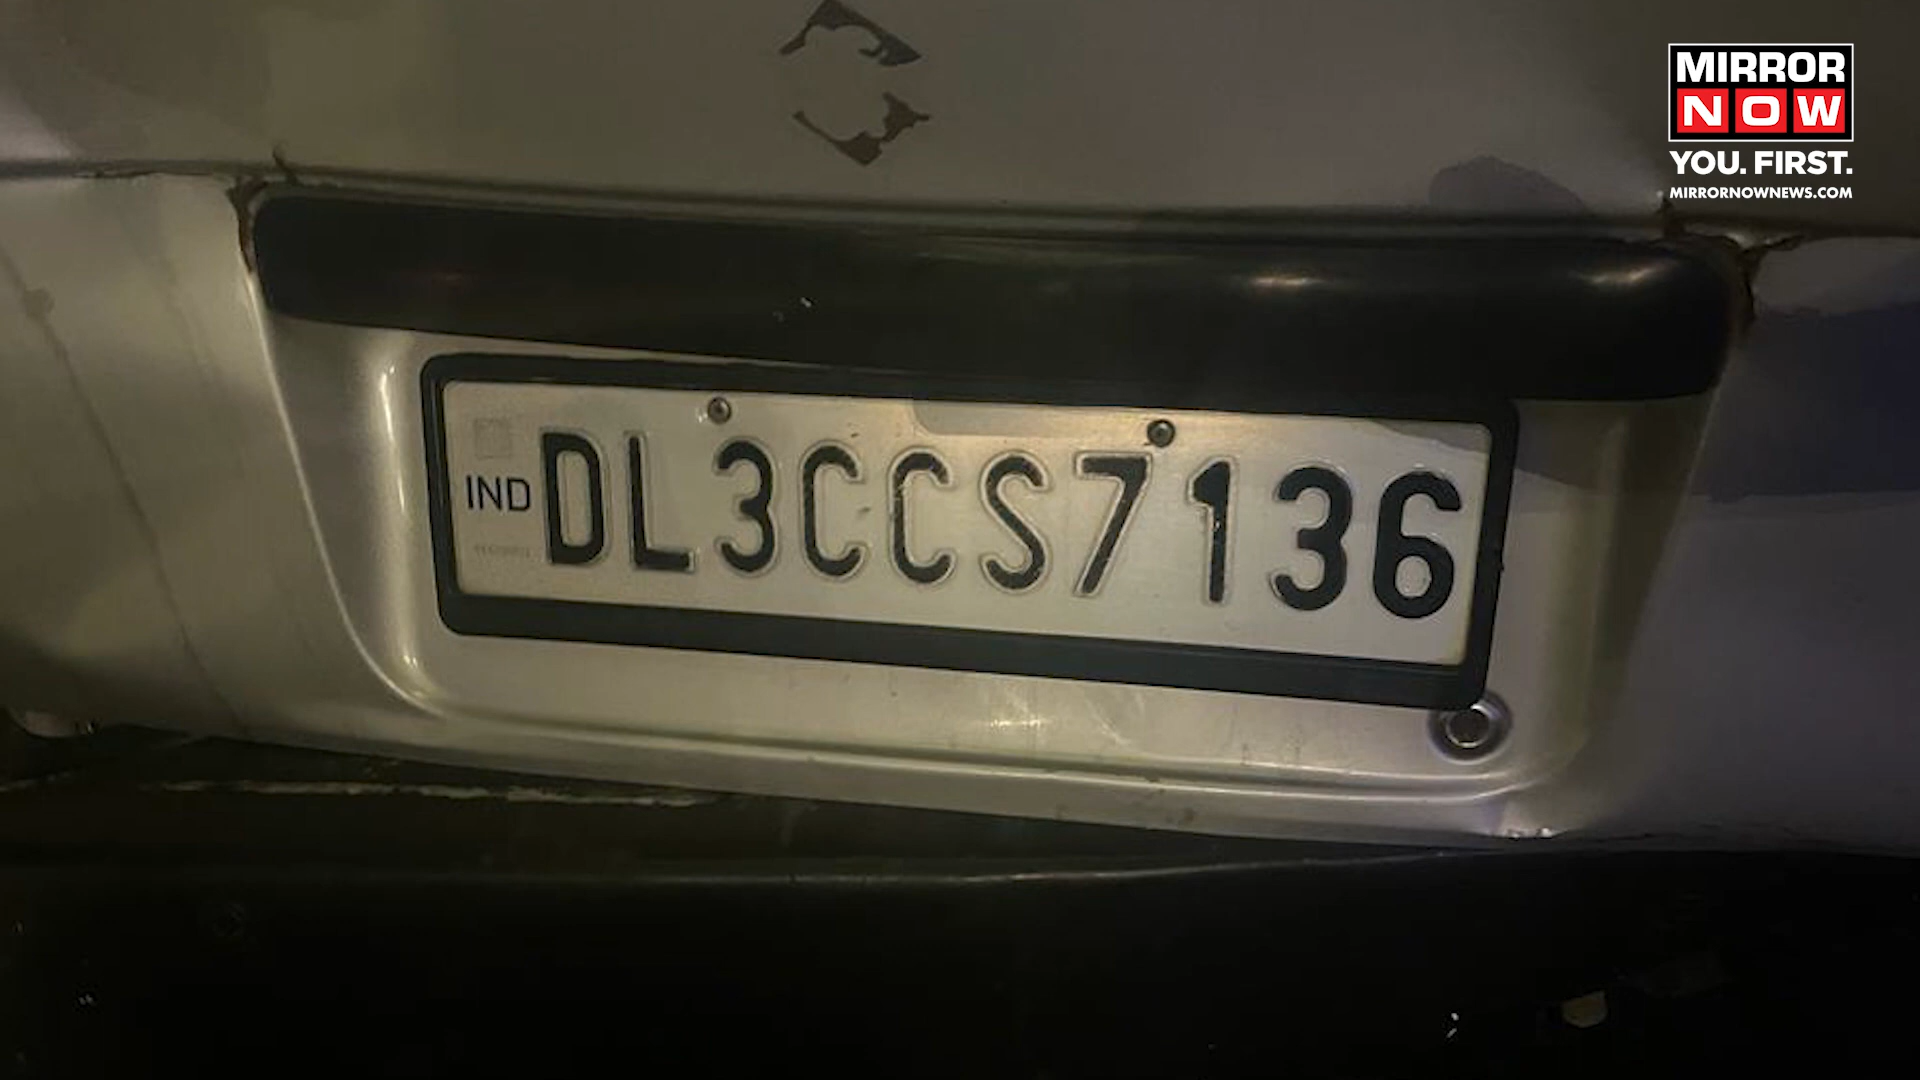 MIRROR
NOW
YOU. FIRST.
MIRRORNOWNEWS.COM
IND DL3CCS7136